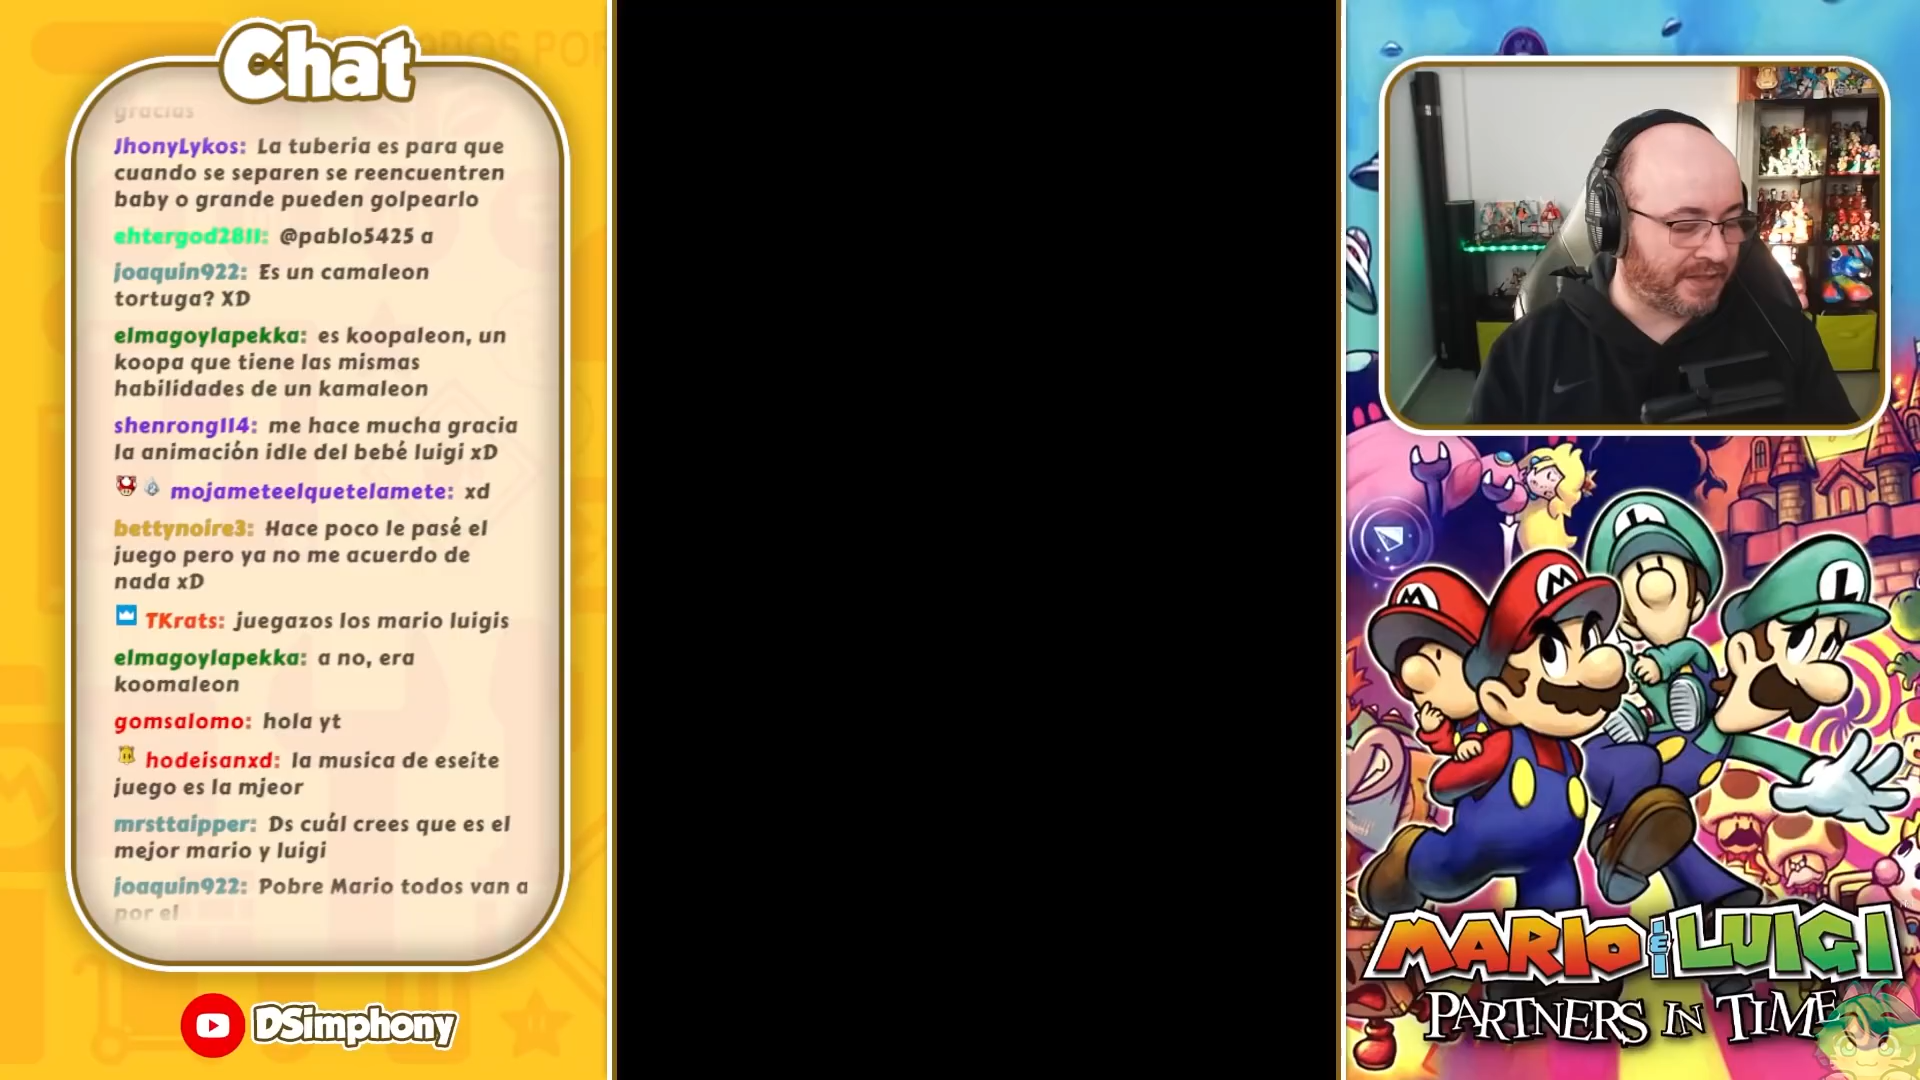 Chat
gracias
JhonyLykos: La tuberia es para que
cuando se separen se reencuentren
baby o grande pueden golpearlo
ehtergod2811: @pablo5425 a
joaquin922: Es un camaleon
tortuga? XD
elmagoylapekka: es koopaleon, un
koopa que tiene las mismas
habilidades de un kamaleon
shenrong114: me hace mucha gracia
la animación idle del bebé luigi xD
mojameteelquetelamete: xd
bettynoire3: Hace poco le pasé el
juego pero ya no me acuerdo de
nada xD
TKrats: juegazos los mario luigis
elmagoylapekka: a no, era
koomaleon
gomsalomo: hola yt
hodeisanxd: la musica de eseite
juego es la mjeor
mrsttaipper: Ds cuál crees que es el
mejor mario y luigi
joaquin922: Pobre Mario todos van a
por el
DSimphony
M
M
L
L
MARIO & LUIGI
PARTNERS IN TIME